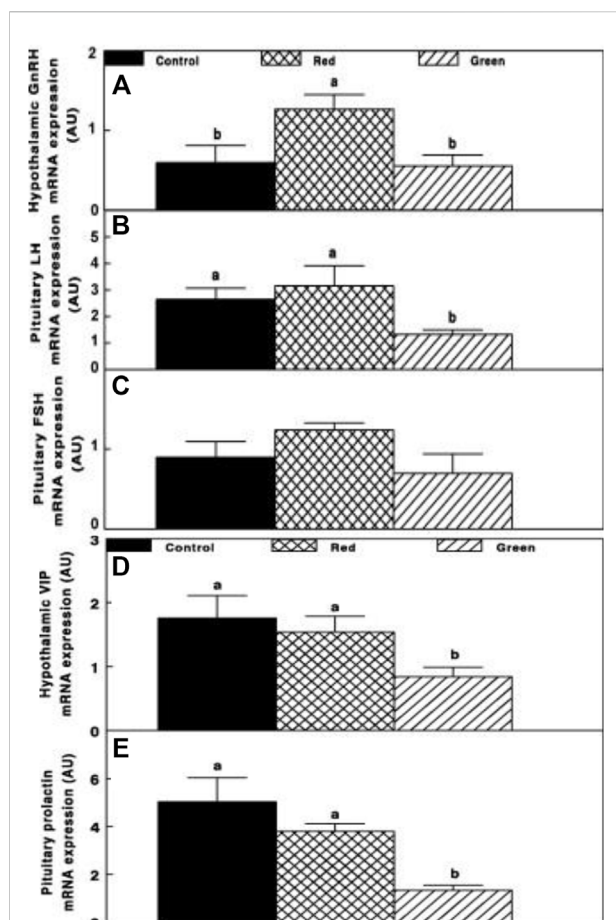 Hypothalamic GnRH
mRNA expression
(AU)
2
1
0
Control Red Green
A
b a b
Pituitary LH
mRNA expression
(AU)
5
4
3
2
1
0
B
a a b
Pituitary FSH
mRNA expression
(AU)
1
0
C
Hypothalamic VIP
mRNA expression (AU)
3
2
1
0
Control Red Green
D
a a b
Pituitary prolactin
mRNA expression (AU)
6
4
2
E
a a b